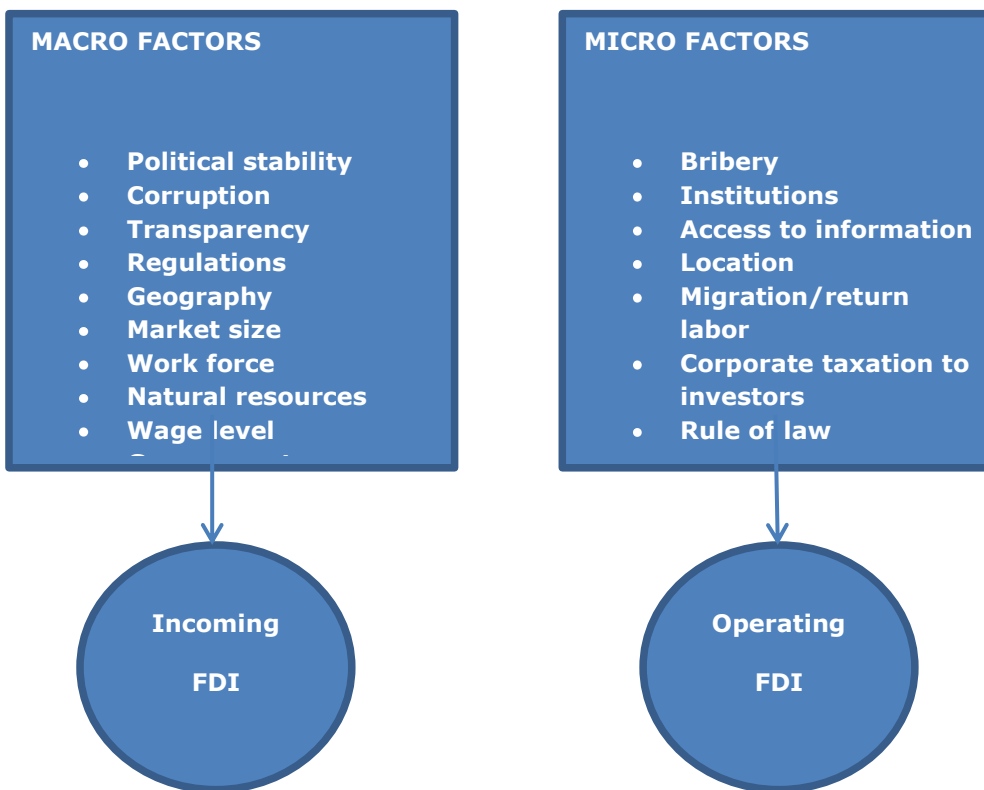 MACRO FACTORS
• Political stability
• Corruption
• Transparency
• Regulations
• Geography
• Market size
• Work force
• Natural resources
• Wage level
Incoming
FDI
MICRO FACTORS
• Bribery
• Institutions
• Access to information
• Location
• Migration/return
labor
• Corporate taxation to
investors
• Rule of law
Operating
FDI